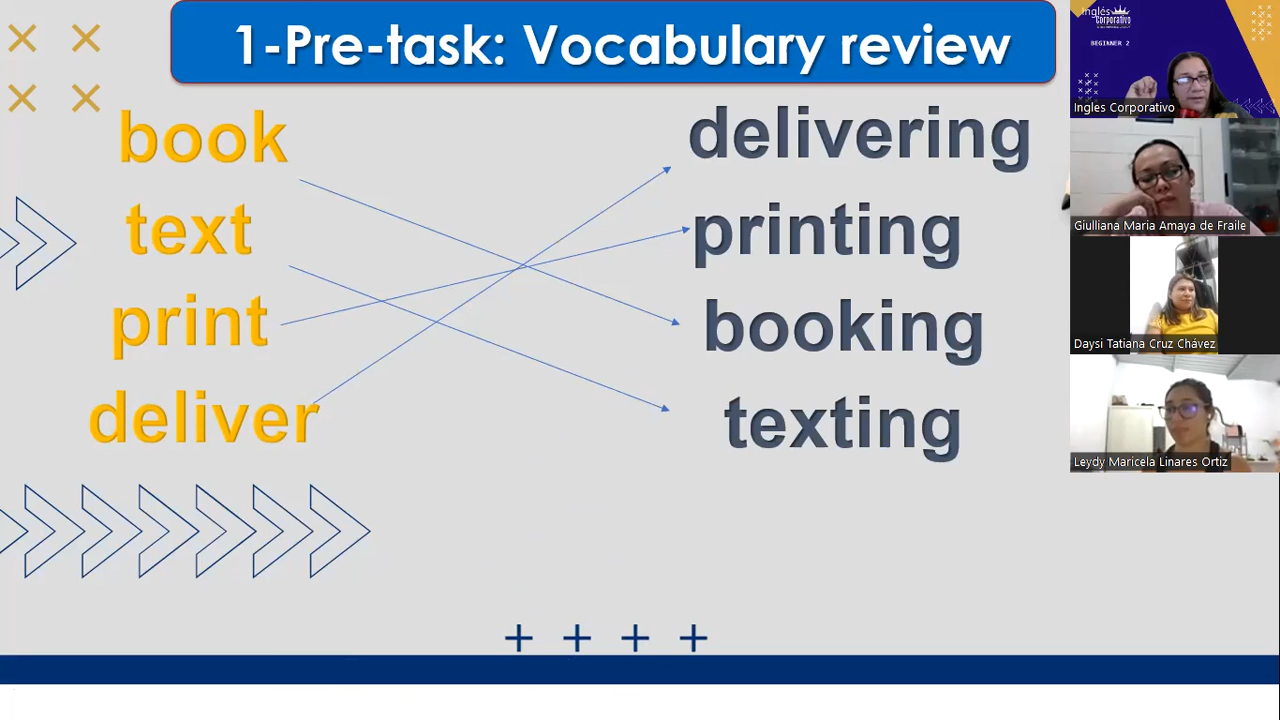 1-Pre-task: Vocabulary review
book
text
print
deliver
delivering
printing
booking
texting
Inglés
Corporativo
BEGINNER 2
Ingles Corporativo
Giulliana Maria Amaya de Fraile
Daysi Tatiana Cruz Chávez
Leydy Maricela Linares Ortiz